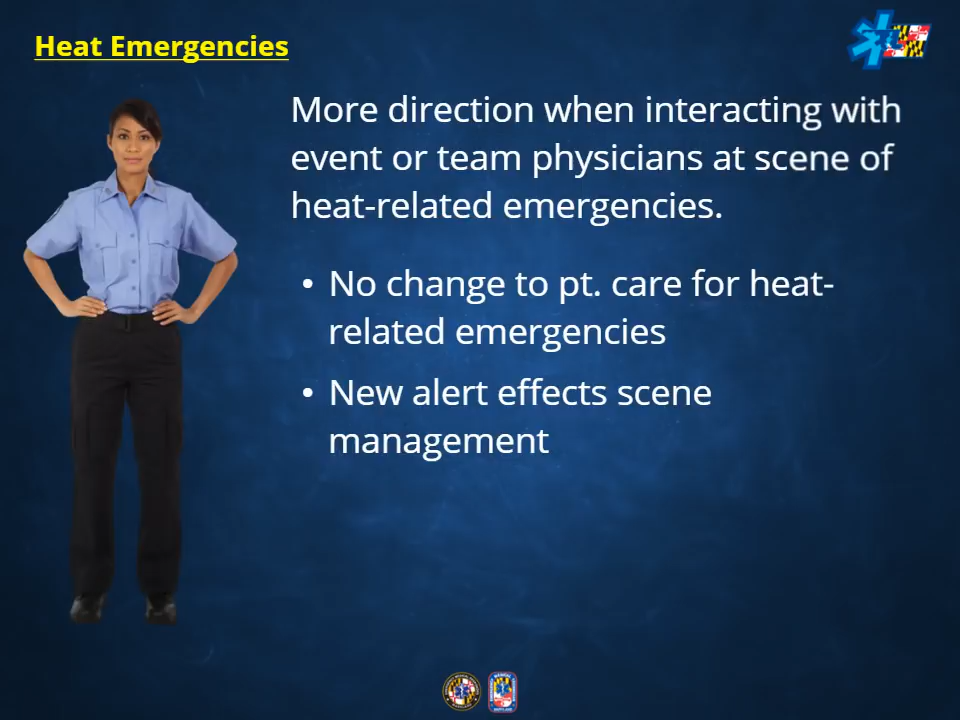 Heat Emergencies
More direction when interacting with
event or team physicians at scene of
heat-related emergencies.
• No change to pt. care for heat-
related emergencies
• New alert effects scene
management